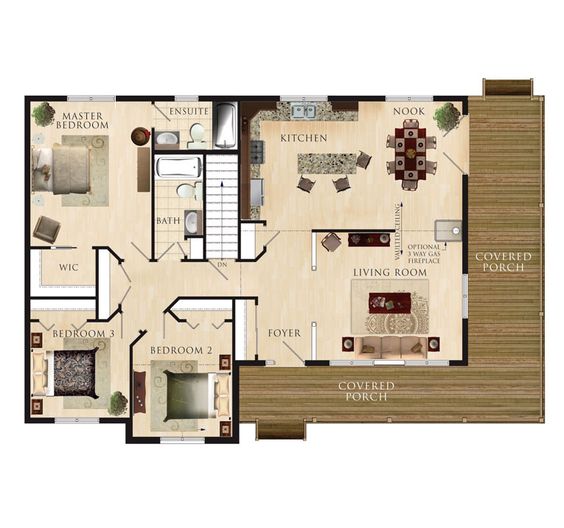 MASTER
BEDROOM
ENSUITE
KITCHEN
NOOK
BATH
VAULTED CEILING
OPTIONAL
3 WAY GAS
FIREPLACE
COVERED
PORCH
WIC
DN
LIVING ROOM
BEDROOM 3
BEDROOM 2
FOYER
COVERED
PORCH